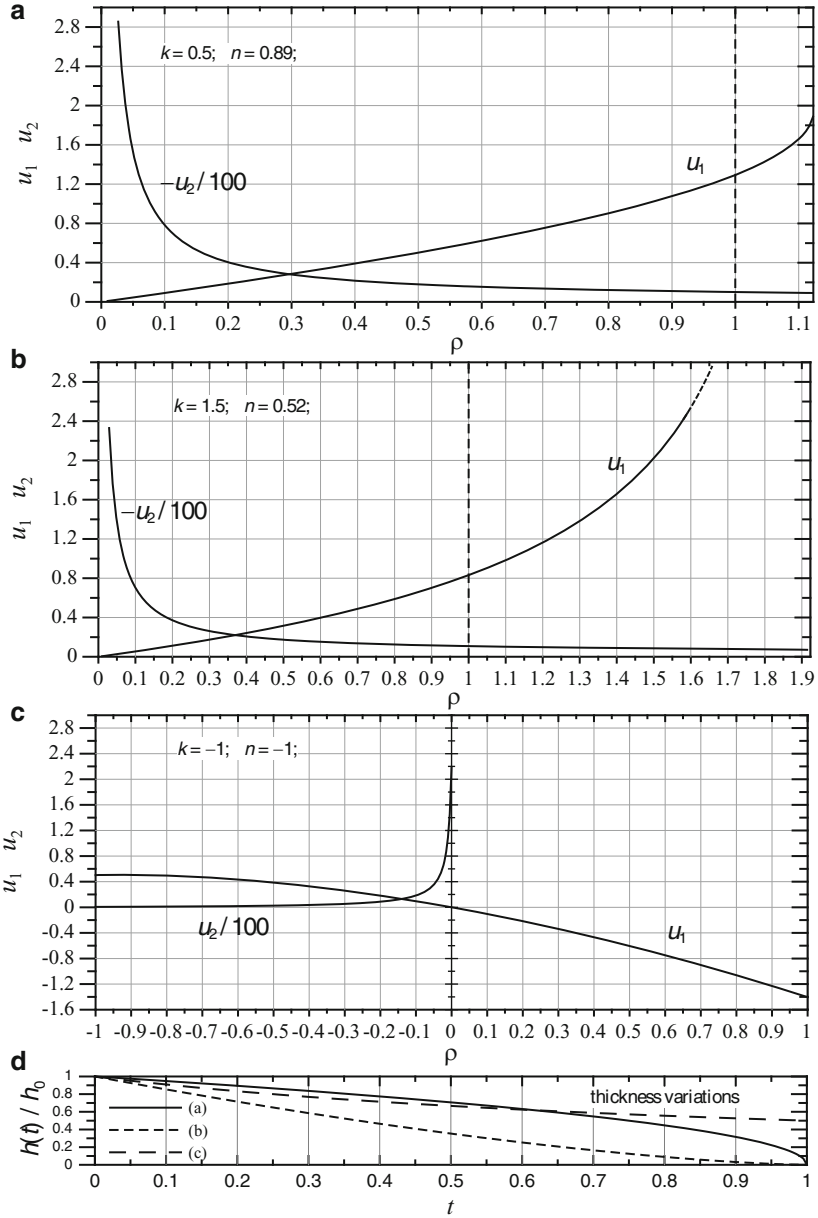 a
2.8
2.4
2
1.6
1.2
0.8
0.4
0
u₁ u₂
k = 0.5; n = 0.89;
−u₂/100
u₁
0 0.1 0.2 0.3 0.4 0.5 0.6 0.7 0.8 0.9 1 1.1
ρ
b
2.8
2.4
2
1.6
1.2
0.8
0.4
0
u₁ u₂
k = 1.5; n = 0.52;
−u₂/100
u₁
0 0.1 0.2 0.3 0.4 0.5 0.6 0.7 0.8 0.9 1 1.1 1.2 1.3 1.4 1.5 1.6 1.7 1.8 1.9
ρ
c
2.8
2.4
2
1.6
1.2
0.8
0.4
0
-0.4
-0.8
-1.2
-1.6
u₁ u₂
k = −1; n = −1;
u₂/100
u₁
-1 -0.9 -0.8 -0.7 -0.6 -0.5 -0.4 -0.3 -0.2 -0.1 0 0.1 0.2 0.3 0.4 0.5 0.6 0.7 0.8 0.9 1
ρ
d
1
0.8
0.6
0.4
0.2
0
h(t) / h₀
thickness variations
(a)
(b)
(c)
0 0.1 0.2 0.3 0.4 0.5 0.6 0.7 0.8 0.9 1
t